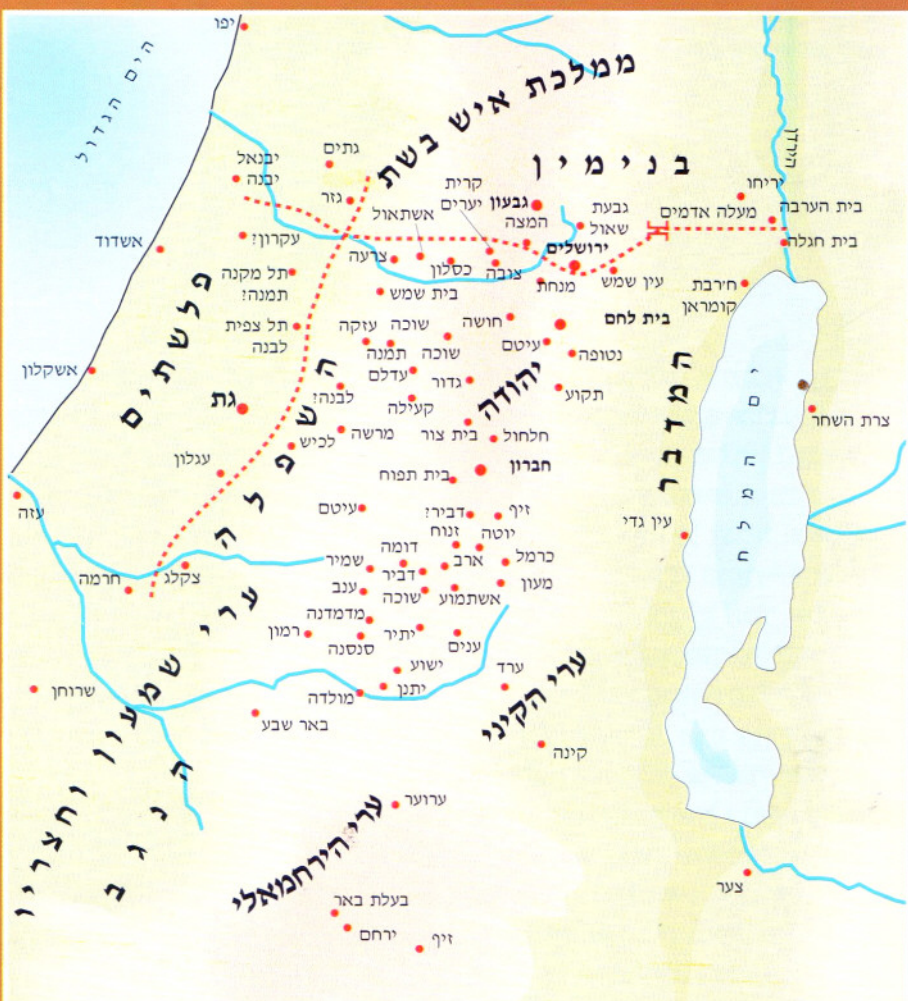 יפו
הים הגדול
ממלכת איש בשת
בנימין
הירדן
גתים
יבנאל
יבנה
גזר
קרית
יערים
אשתאול
גבעון
המצה
גבעת
שאול
יריחו
מעלה אדמים
בית הערבה
בית חגלה
אשדוד
עקרון?
צרעה
כסלון
צובה
ירושלים
מנחת
עין שמש
ח'רבת
קומראן
תל מקנה
תמנה?
בית שמש
פלשתים
תל צפית
לבנה
עזקה
שוכה
תמנה
שוכה
חושה
בית לחם
עיטם
נטופה
אשקלון
השפלה
לבנה?
עדלם
גדור
יהודה
תקוע
המדבר
ים המלח
צרת השחר
גת
קעילה
מרשה
בית צור
חלחול
לכיש
עגלון
בית תפוח
חברון
עזה
עיטם
דביר?
זיף
עין גדי
זנוח
יוטה
דומה
שמיר
ארב
כרמל
דביר
מעון
צקלג
חרמה
ענב
שוכה
אשתמוע
מדמדנה
רמון
סנסנה
יתיר
ענים
ערי שמעון וחצריו
ישוע
ערד
ערי הקיני
שרוחן
מולדה
יתנן
באר שבע
קינה
הנגב
ערוער
ערי הירחמאלי
צער
בעלת באר
ירחם
זיף